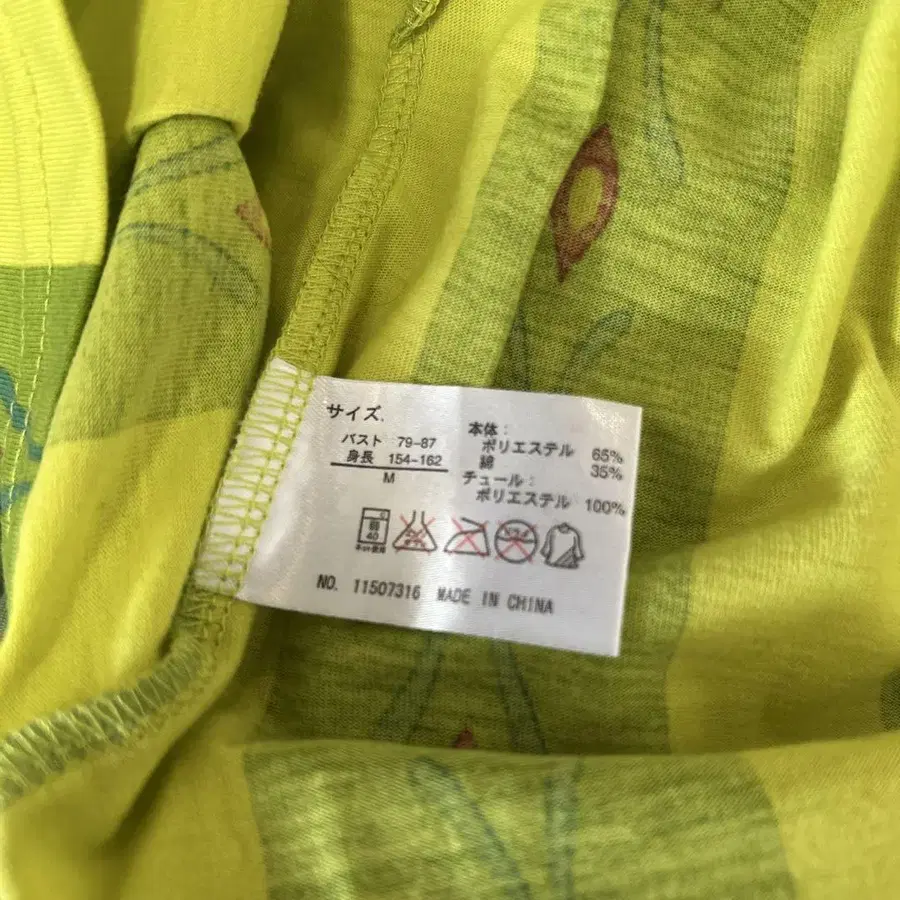 サイズ.
バスト 79-87
身長 154-162
M
本体:
ポリエステル 65%
綿 35%
チュール:
ポリエステル 100%
弱
40
NO. 11507316 MADE IN CHINA